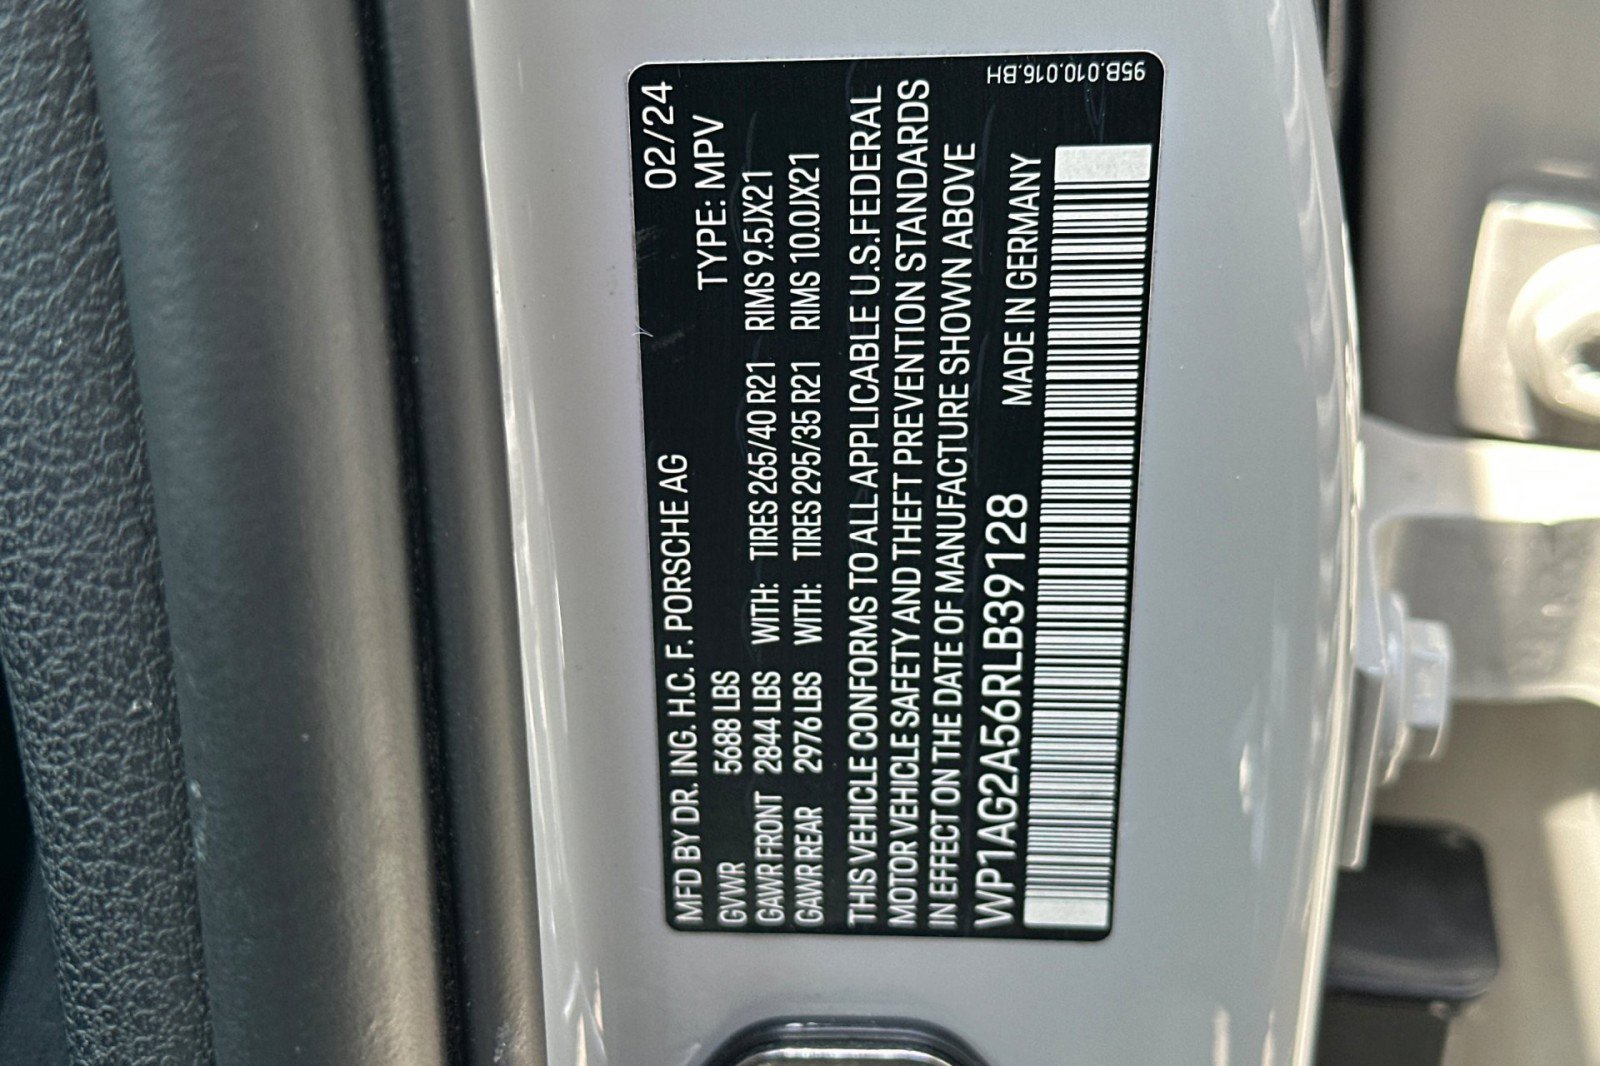 MFD BY DR. ING. H.C. F. PORSCHE AG 02/24
GVWR 5688 LBS TYPE: MPV
GAWR FRONT 2844 LBS WITH: TIRES 265/40 R21 RIMS 9.5JX21
GAWR REAR 2976 LBS WITH: TIRES 295/35 R21 RIMS 10.0JX21
THIS VEHICLE CONFORMS TO ALL APPLICABLE U.S.FEDERAL
MOTOR VEHICLE SAFETY AND THEFT PREVENTION STANDARDS
IN EFFECT ON THE DATE OF MANUFACTURE SHOWN ABOVE
WP1AG2A56RLB39128 MADE IN GERMANY
95B.010.016.BH